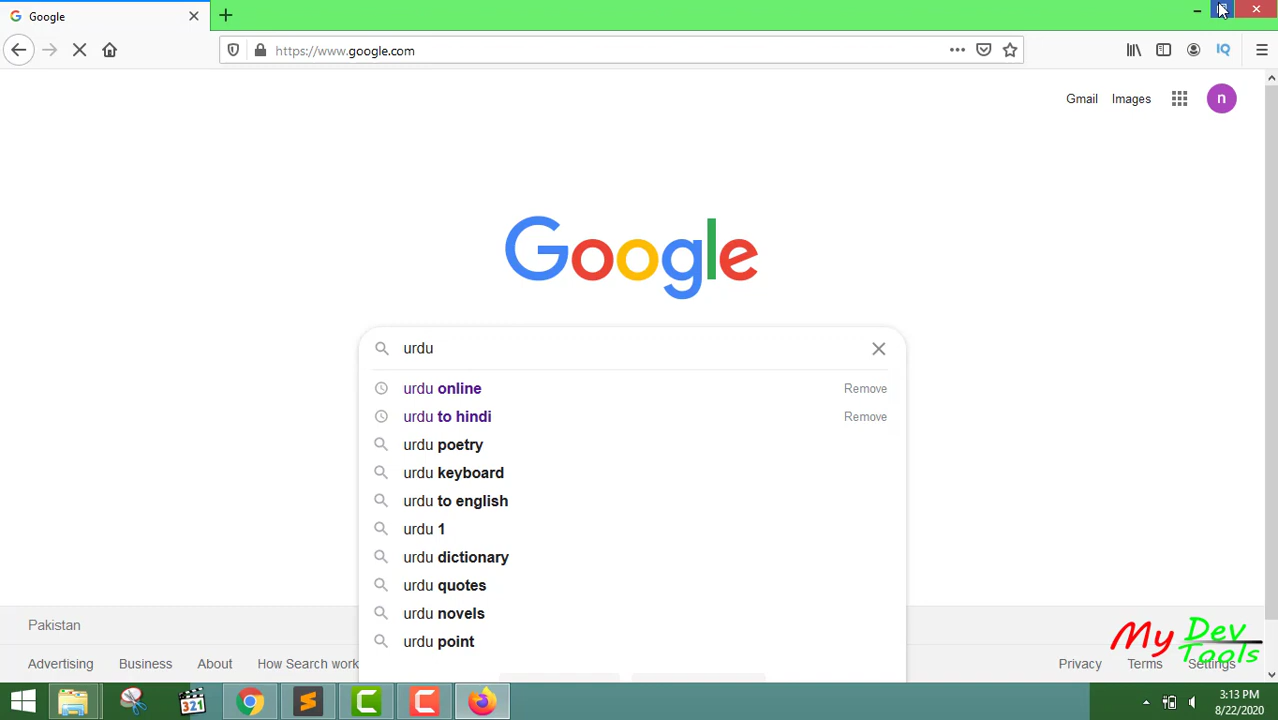 Google
https://www.google.com
IQ
Gmail
Images
n
Google
urdu
urdu online
Remove
urdu to hindi
Remove
urdu poetry
urdu keyboard
urdu to english
urdu 1
urdu dictionary
urdu quotes
urdu novels
urdu point
Pakistan
My Dev Tools
Advertising
Business
About
How Search work
Privacy
Terms
Settings
321
3:13 PM
8/22/2020